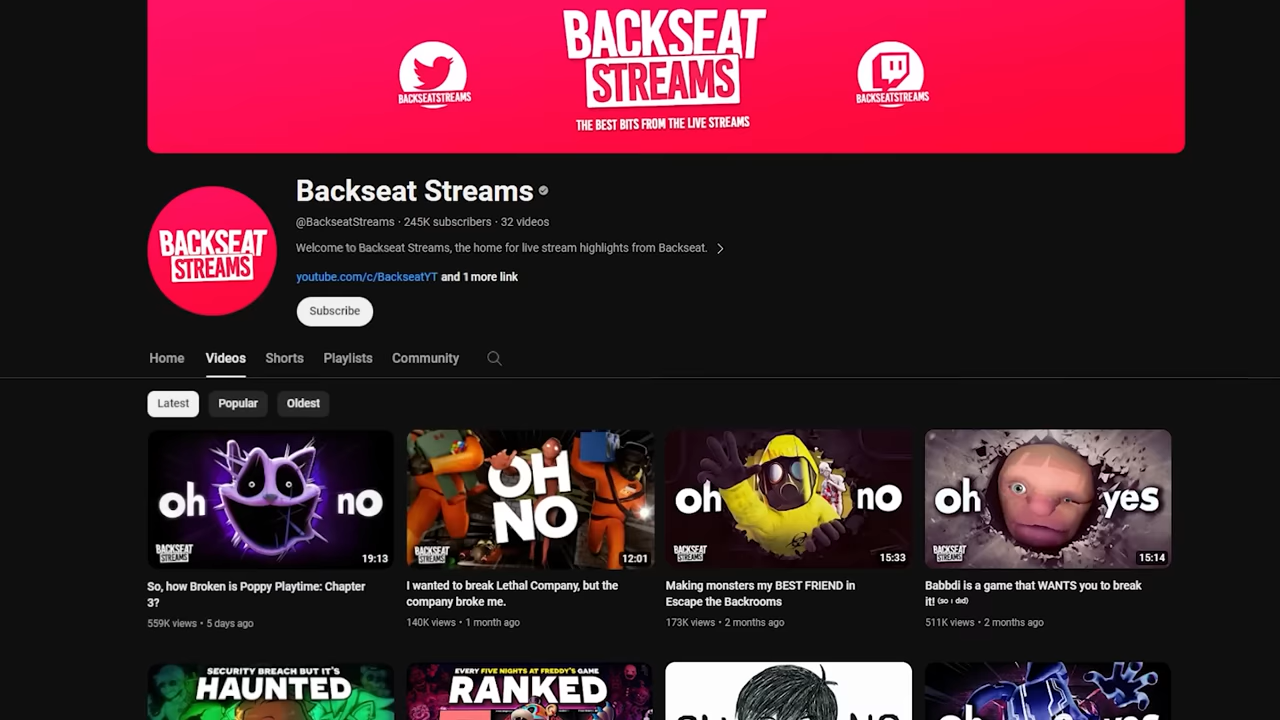 BACKSEAT
STREAMS
THE BEST BITS FROM THE LIVE STREAMS
BACKSEATSTREAMS
BACKSEATSTREAMS
BACKSEAT
STREAMS
Backseat Streams
@BackseatStreams · 245K subscribers · 32 videos
Welcome to Backseat Streams, the home for live stream highlights from Backseat.
youtube.com/c/BackseatYT and 1 more link
Subscribe
Home Videos Shorts Playlists Community
Latest Popular Oldest
oh no
BACKSEAT
STREAMS
19:13
OH
NO
BACKSEAT
STREAMS
12:01
oh no
BACKSEAT
STREAMS
15:33
oh yes
BACKSEAT
STREAMS
15:14
So, how Broken is Poppy Playtime: Chapter
3?
559K views · 5 days ago
I wanted to break Lethal Company, but the
company broke me.
140K views · 1 month ago
Making monsters my BEST FRIEND in
Escape the Backrooms
173K views · 2 months ago
Babbdi is a game that WANTS you to break
it! (so i did)
511K views · 2 months ago
SECURITY BREACH BUT IT'S
HAUNTED
EVERY FIVE NIGHTS AT FREDDY'S GAME
RANKED